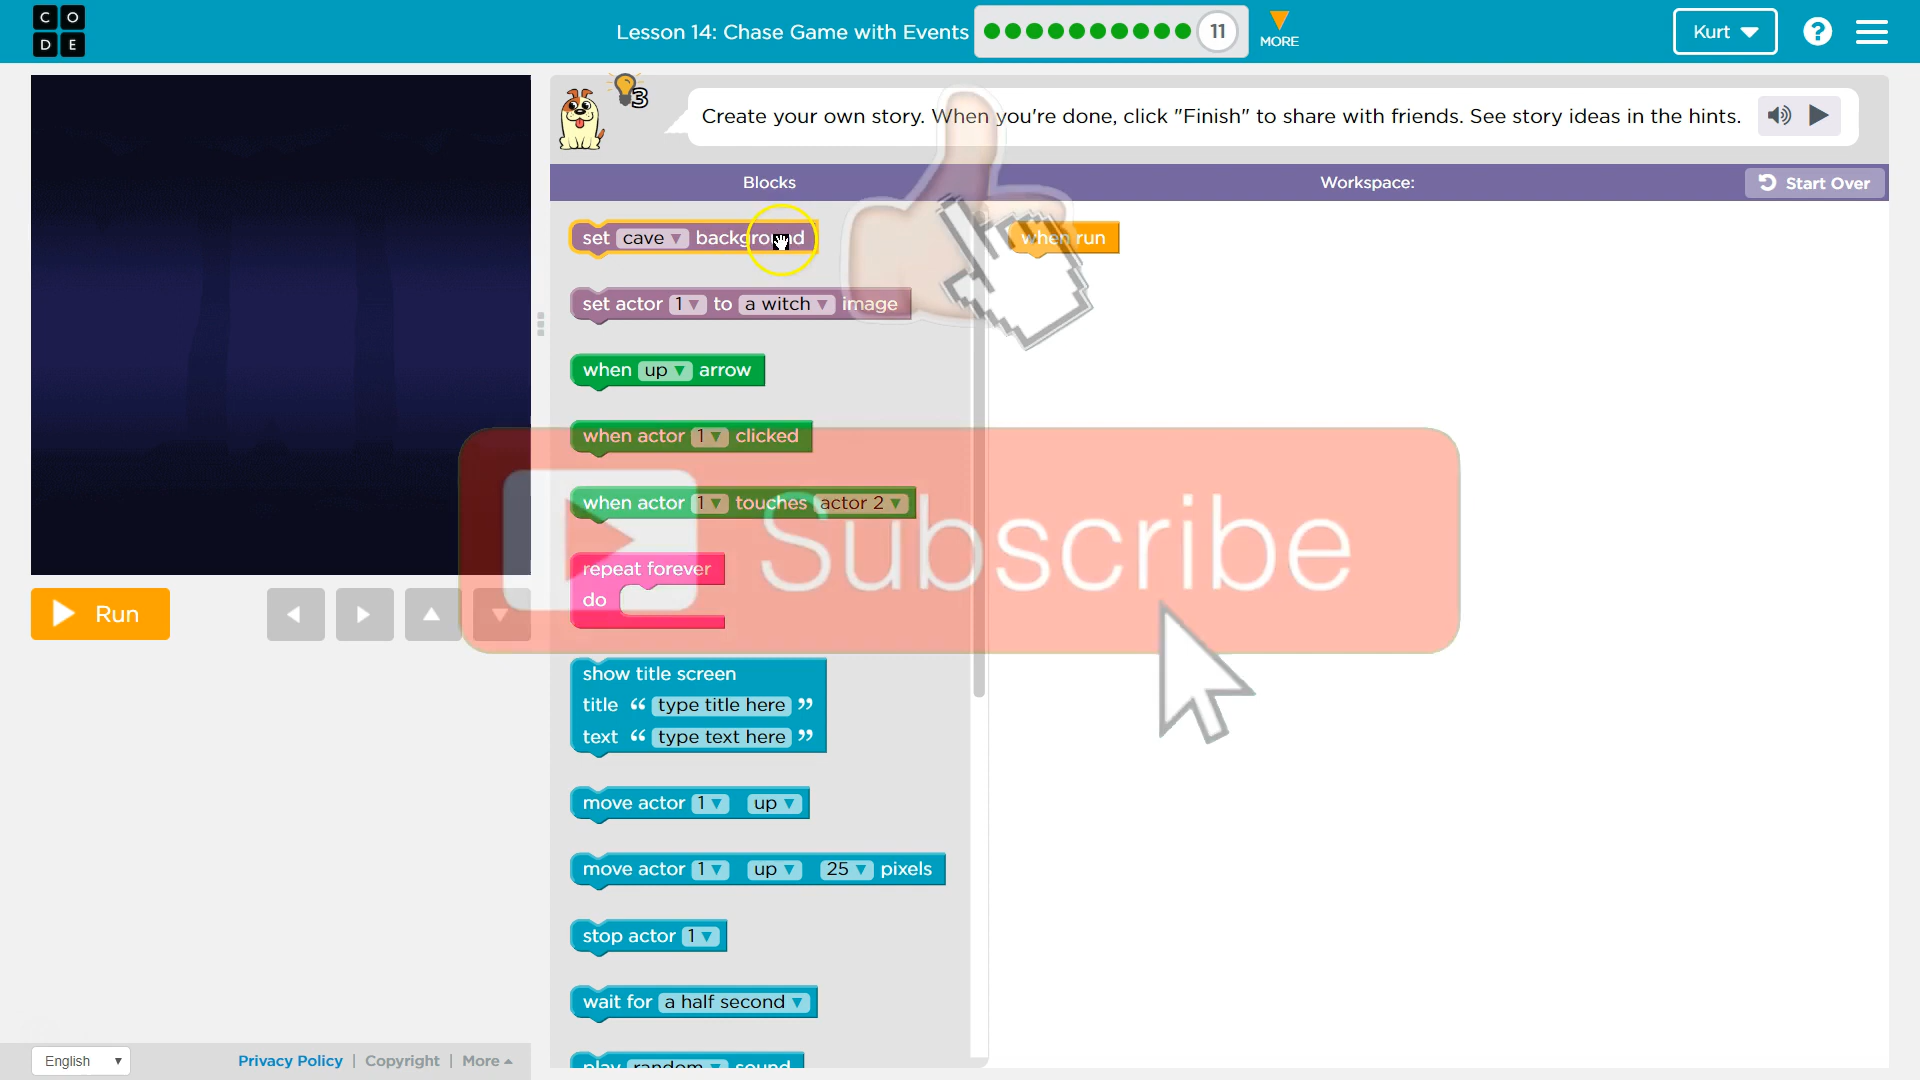 C O
D E
Lesson 14: Chase Game with Events
11
MORE
Kurt
?
3
Create your own story. When you're done, click "Finish" to share with friends. See story ideas in the hints.
Blocks
Workspace:
Start Over
set cave background
when run
set actor 1 to a witch image
when up arrow
when actor 1 clicked
when actor 1 touches actor 2
Subscribe
repeat forever
do
Run
show title screen
title “ type title here ”
text “ type text here ”
move actor 1 up
move actor 1 up 25 pixels
stop actor 1
wait for a half second
play random sound
English
Privacy Policy | Copyright | More